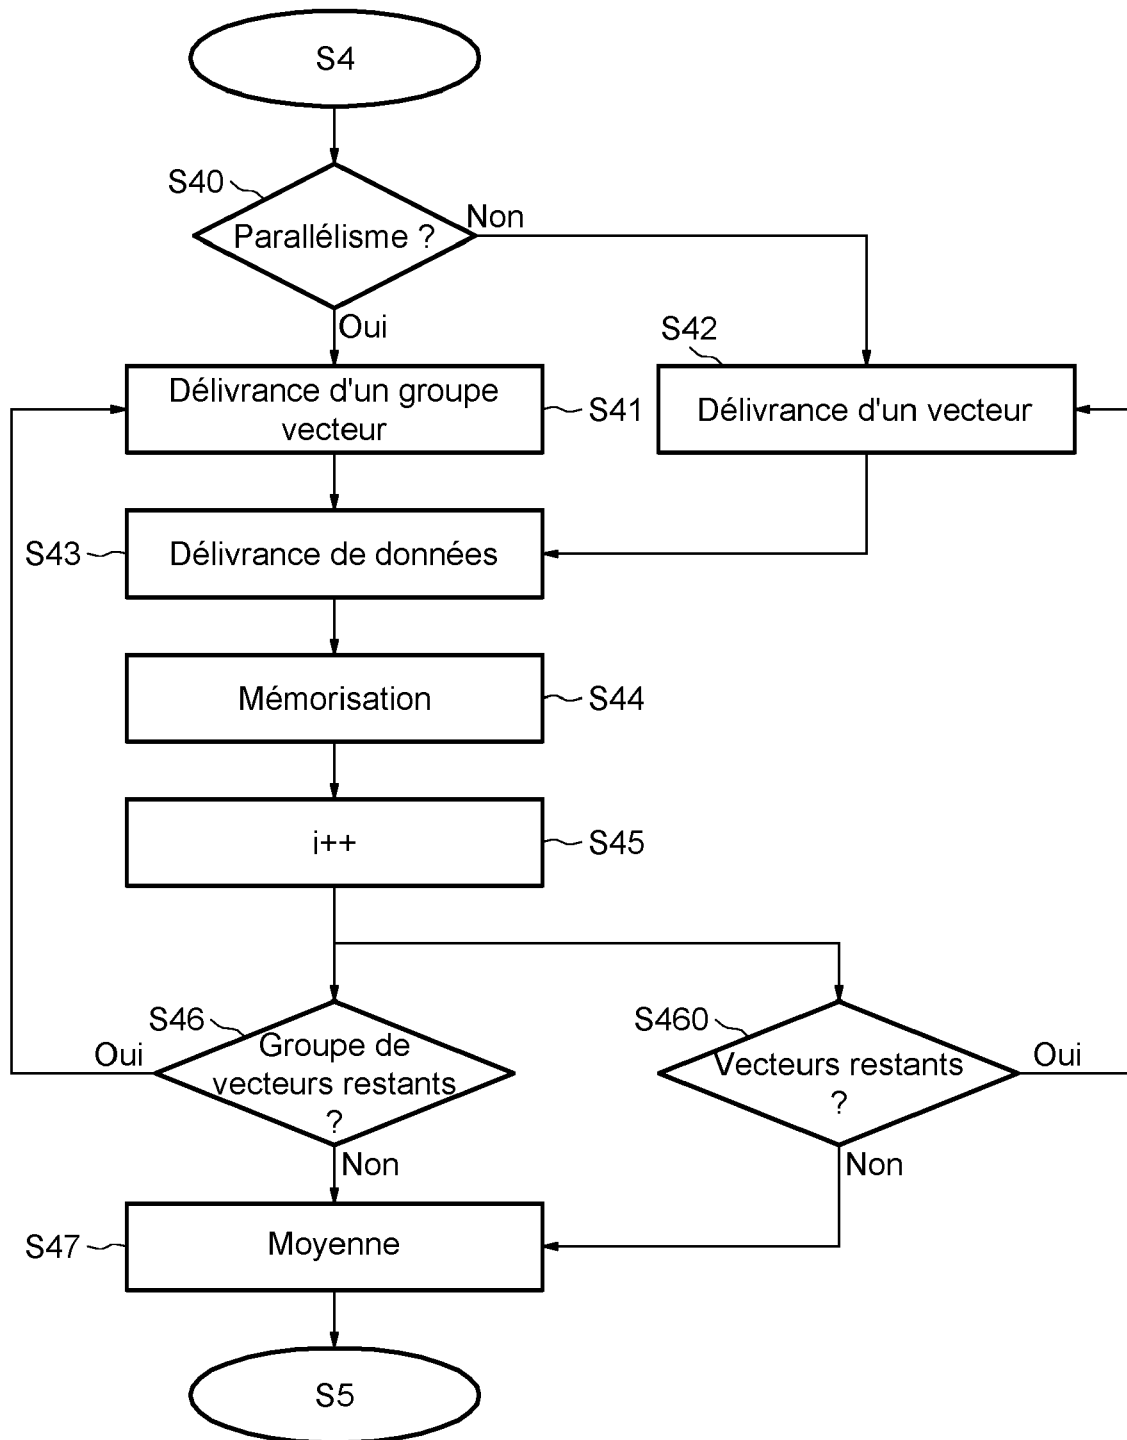 S4
S40
Parallélisme ?
Non
Oui
S42
Délivrance d'un groupe
vecteur
S41
Délivrance d'un vecteur
S43
Délivrance de données
Mémorisation
S44
i++
S45
S46
Groupe de
vecteurs restants
?
Oui
Non
S460
Vecteurs restants
?
Oui
Non
S47
Moyenne
S5